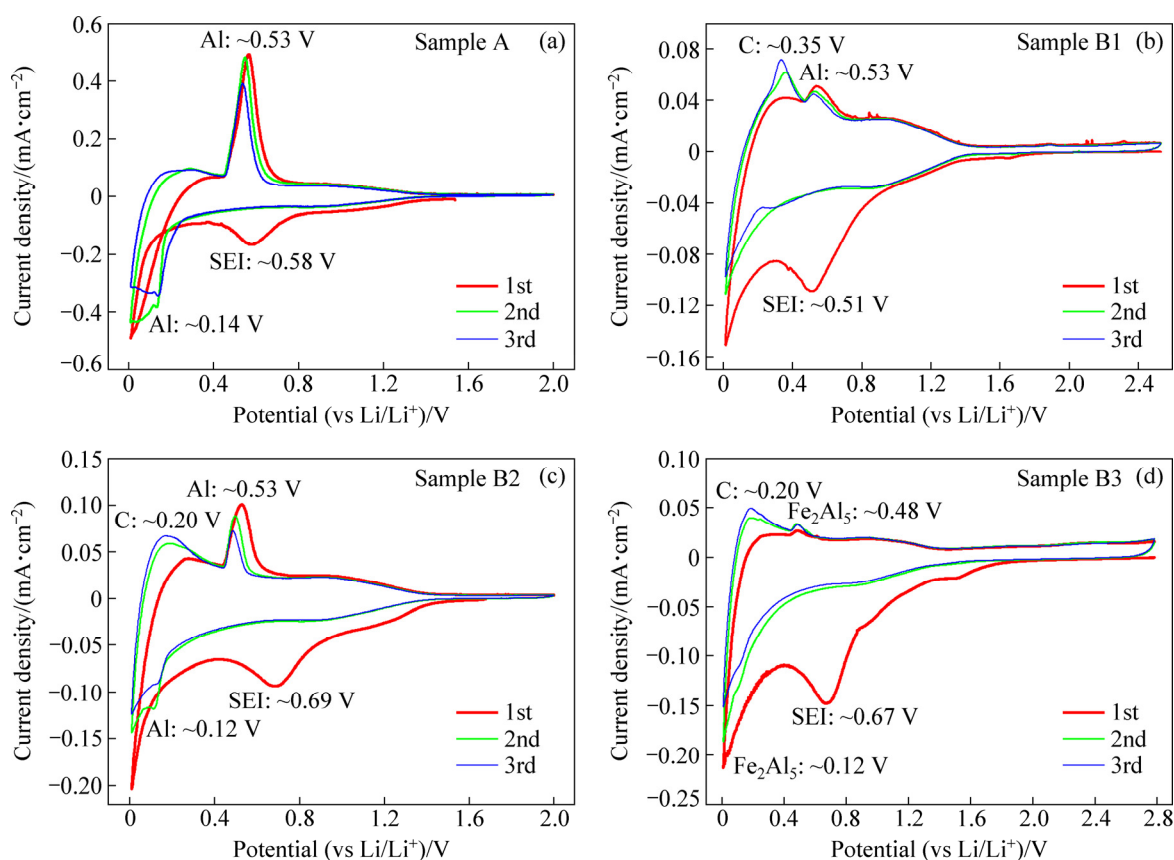 Sample A (a)
Al: ~0.53 V
SEI: ~0.58 V
Al: ~0.14 V
1st
2nd
3rd
0.6
0.4
0.2
0
−0.2
−0.4
−0.6
0 0.4 0.8 1.2 1.6 2.0
Current density/(mA•cm⁻²)
Potential (vs Li/Li⁺)/V
Sample B1 (b)
C: ~0.35 V
Al: ~0.53 V
SEI: ~0.51 V
1st
2nd
3rd
0.08
0.04
0
−0.04
−0.08
−0.12
−0.16
0 0.4 0.8 1.2 1.6 2.0 2.4
Current density/(mA•cm⁻²)
Potential (vs Li/Li⁺)/V
Sample B2 (c)
Al: ~0.53 V
C: ~0.20 V
SEI: ~0.69 V
Al: ~0.12 V
1st
2nd
3rd
0.15
0.10
0.05
0
−0.05
−0.10
−0.15
−0.20
0 0.4 0.8 1.2 1.6 2.0
Current density/(mA•cm⁻²)
Potential (vs Li/Li⁺)/V
Sample B3 (d)
C: ~0.20 V
Fe₂Al₅: ~0.48 V
SEI: ~0.67 V
Fe₂Al₅: ~0.12 V
1st
2nd
3rd
0.10
0.05
0
−0.05
−0.10
−0.15
−0.20
−0.25
0 0.4 0.8 1.2 1.6 2.0 2.4 2.8
Current density/(mA•cm⁻²)
Potential (vs Li/Li⁺)/V